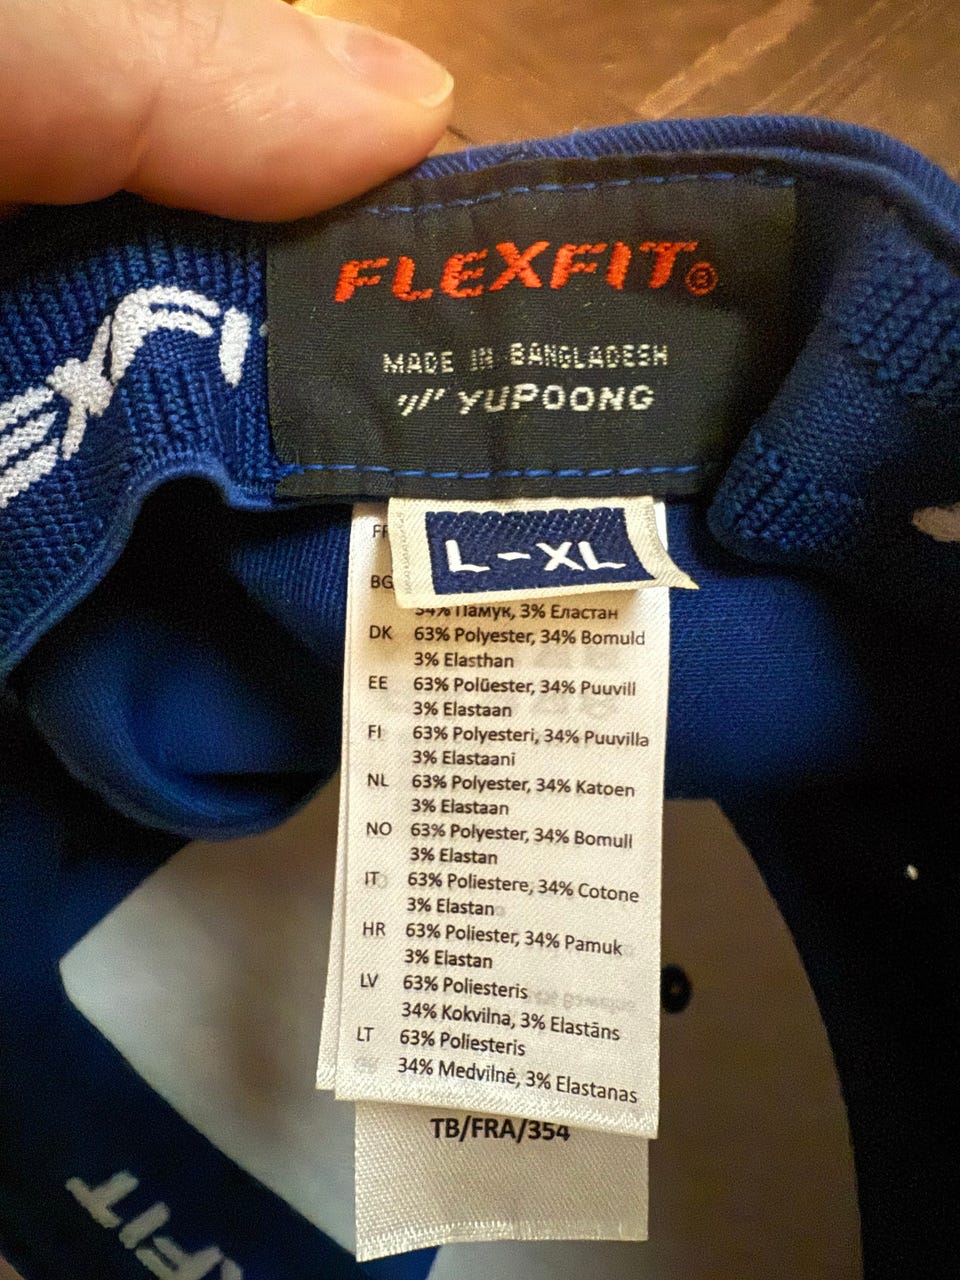 FLEXFIT®
MADE IN BANGLADESH
YUPOONG
L-XL
FR
BG
34% Памук, 3% Еластан
DK 63% Polyester, 34% Bomuld
3% Elasthan
EE 63% Polüester, 34% Puuvill
3% Elastaan
FI 63% Polyesteri, 34% Puuvilla
3% Elastaani
NL 63% Polyester, 34% Katoen
3% Elastaan
NO 63% Polyester, 34% Bomull
3% Elastan
IT 63% Poliestere, 34% Cotone
3% Elastan
HR 63% Poliester, 34% Pamuk
3% Elastan
LV 63% Poliesteris
34% Kokvilna, 3% Elastāns
LT 63% Poliesteris
34% Medvilnė, 3% Elastanas
TB/FRA/354
XFIT